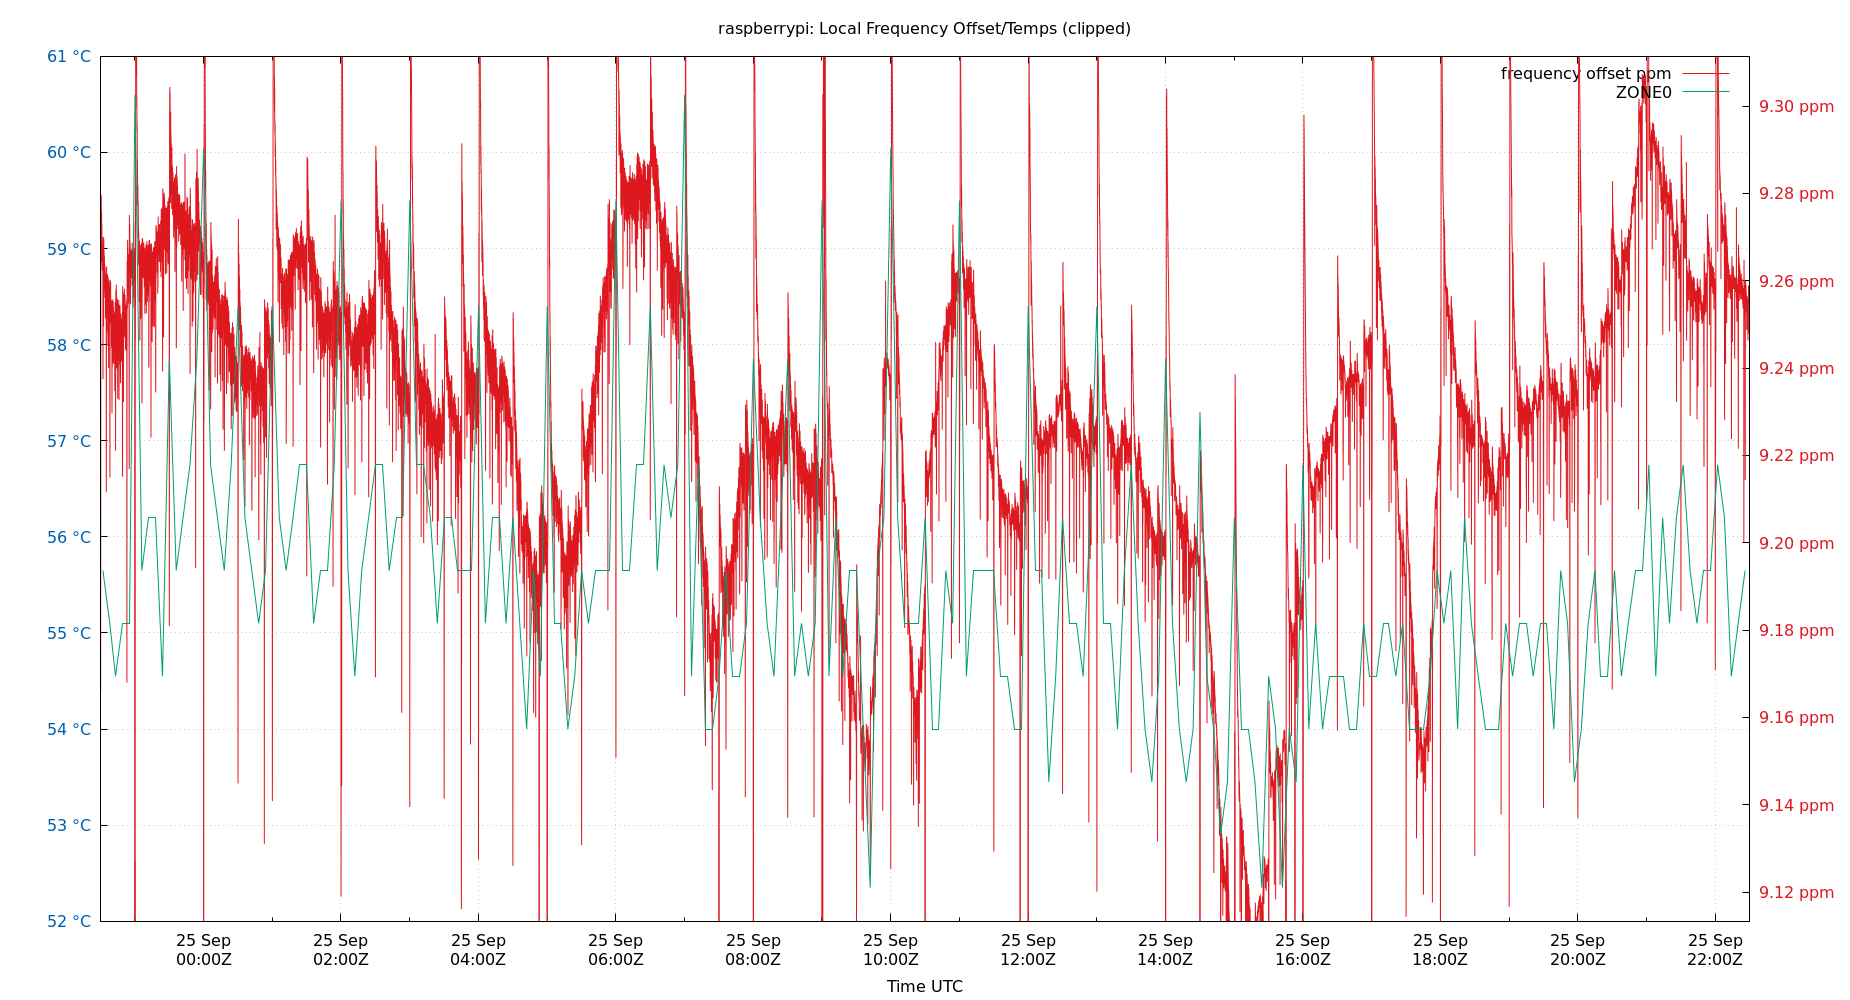 raspberrypi: Local Frequency Offset/Temps (clipped)
frequency offset ppm
ZONE0
61 °C
60 °C
59 °C
58 °C
57 °C
56 °C
55 °C
54 °C
53 °C
52 °C
9.30 ppm
9.28 ppm
9.26 ppm
9.24 ppm
9.22 ppm
9.20 ppm
9.18 ppm
9.16 ppm
9.14 ppm
9.12 ppm
25 Sep 25 Sep 25 Sep 25 Sep 25 Sep 25 Sep 25 Sep 25 Sep 25 Sep 25 Sep 25 Sep 25 Sep
00:00Z 02:00Z 04:00Z 06:00Z 08:00Z 10:00Z 12:00Z 14:00Z 16:00Z 18:00Z 20:00Z 22:00Z
Time UTC